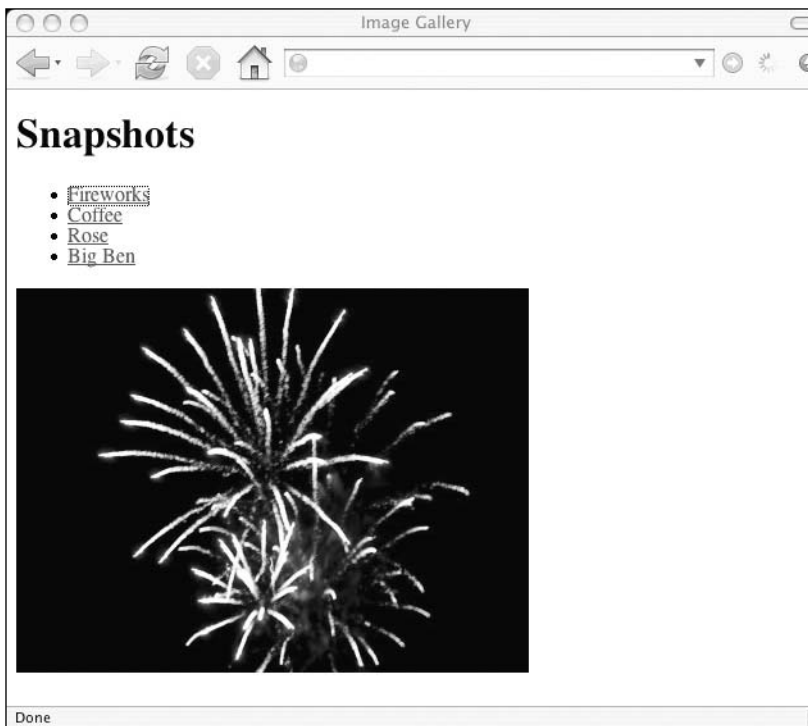 Image Gallery
Snapshots
Fireworks
Coffee
Rose
Big Ben
Done